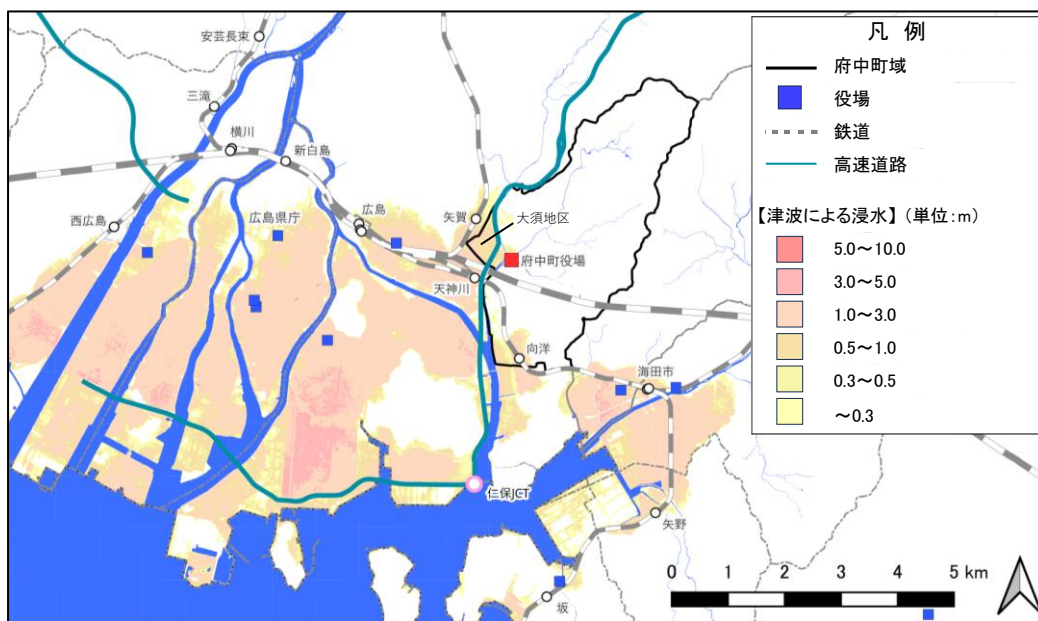 安芸長束
三滝
横川
新白島
西広島
広島県庁
広島
矢賀
大須地区
府中町役場
天神川
向洋
海田市
仁保JCT
矢野
坂
凡 例
府中町域
役場
鉄道
高速道路
【津波による浸水】(単位:m)
5.0～10.0
3.0～5.0
1.0～3.0
0.5～1.0
0.3～0.5
～0.3
0 1 2 3 4 5 km